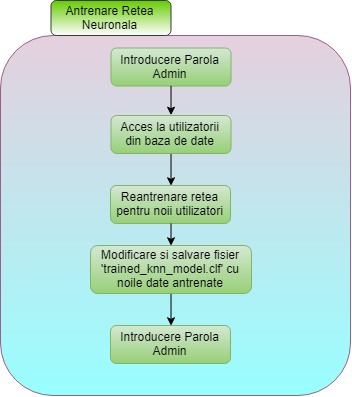 Antrenare Retea
Neuronala
Introducere Parola
Admin
Acces la utilizatorii
din baza de date
Reantrenare retea
pentru noii utilizatori
Modificare si salvare fisier
'trained_knn_model.clf' cu
noile date antrenate
Introducere Parola
Admin